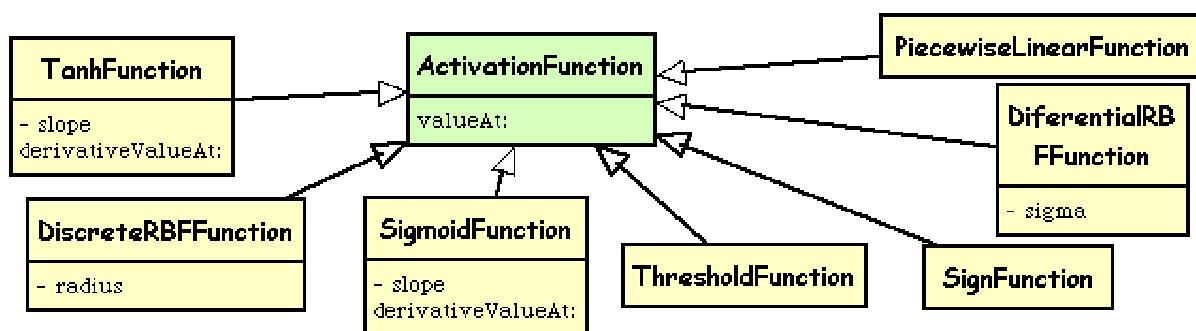 TanhFunction
- slope
derivativeValueAt:
ActivationFunction
valueAt:
PiecewiseLinearFunction
DiferentialRB
FFunction
- sigma
DiscreteRBFFunction
- radius
SigmoidFunction
- slope
derivativeValueAt:
ThresholdFunction
SignFunction